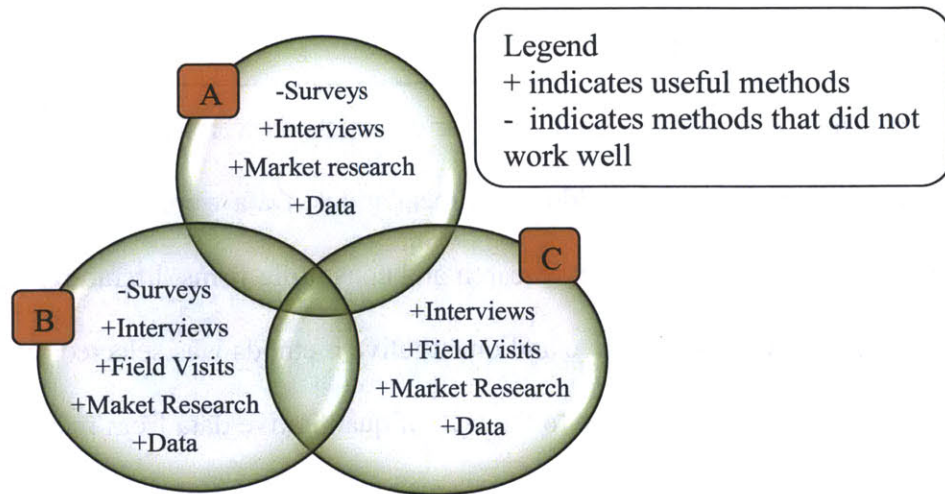 A
-Surveys
+Interviews
+Market research
+Data
Legend
+ indicates useful methods
- indicates methods that did not
work well
B
-Surveys
+Interviews
+Field Visits
+Maket Research
+Data
C
+Interviews
+Field Visits
+Market Research
+Data